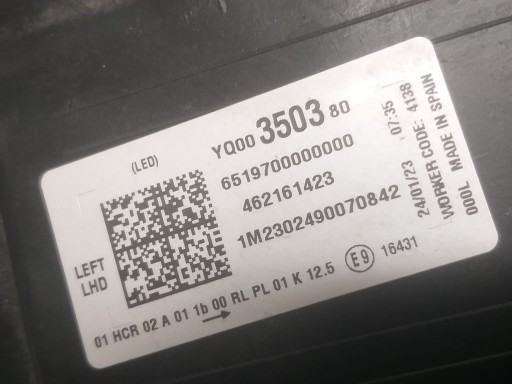 (LED)
YQ00 3503 80
6519700000000
462161423
1M2302490070842
LEFT
LHD
01 HCR 02 A 01 1b 00 RL PL 01 K 12.5
E9 16431
24/01/23 07:35
WORKER CODE: 4138
000L MADE IN SPAIN